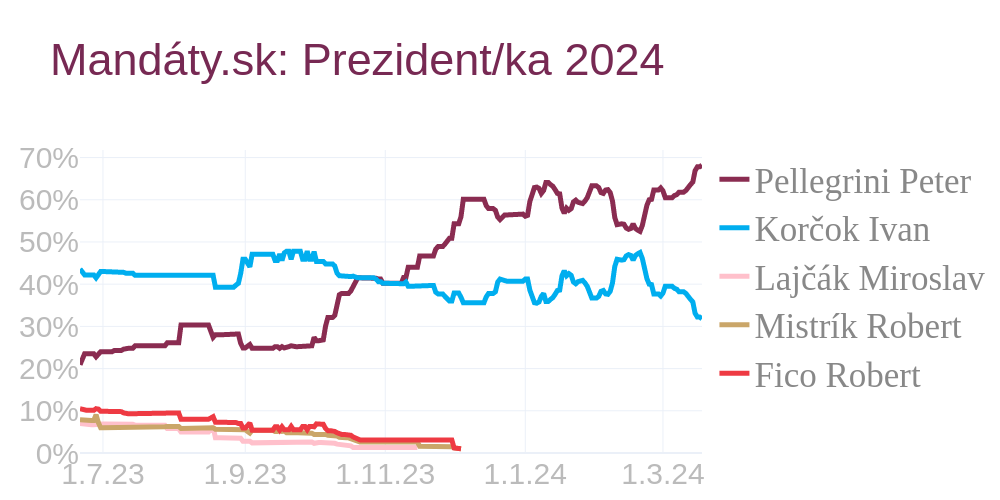 Mandáty.sk: Prezident/ka 2024
70%
60%
50%
40%
30%
20%
10%
0%
1.7.23 1.9.23 1.11.23 1.1.24 1.3.24
Pellegrini Peter
Korčok Ivan
Lajčák Miroslav
Mistrík Robert
Fico Robert